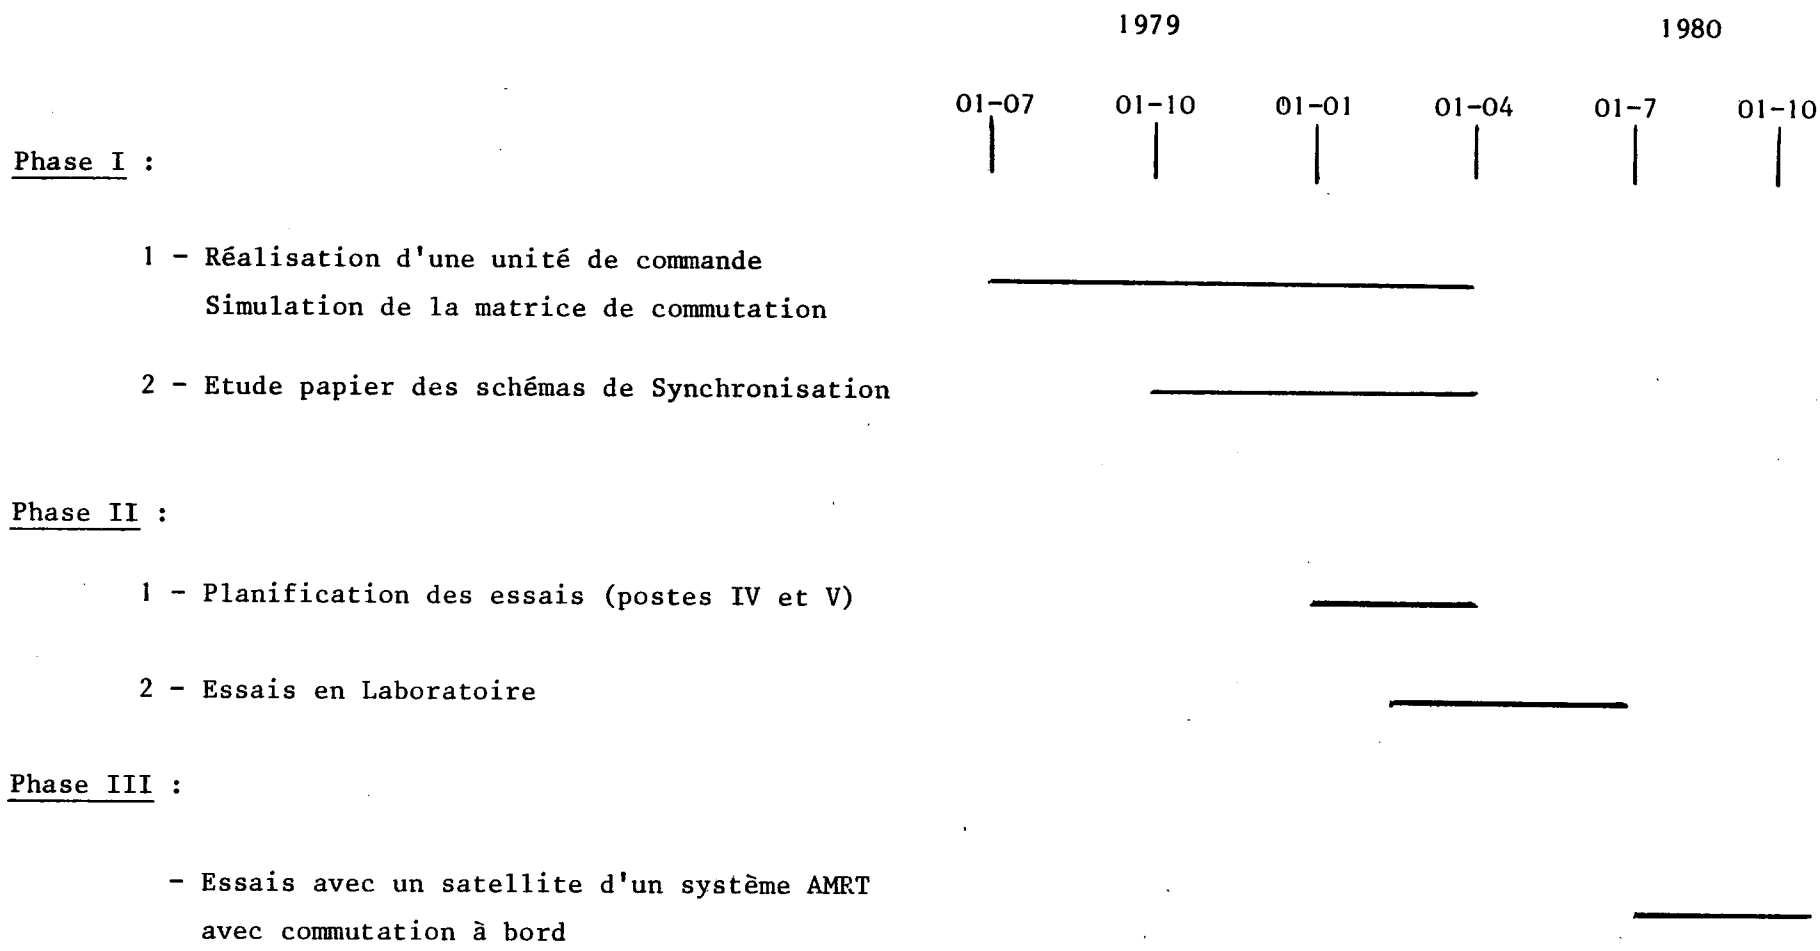 1979 1980
01-07 01-10 01-01 01-04 01-7 01-10
Phase I :
1 - Réalisation d'une unité de commande
Simulation de la matrice de commutation
2 - Etude papier des schémas de Synchronisation
Phase II :
1 - Planification des essais (postes IV et V)
2 - Essais en Laboratoire
Phase III :
- Essais avec un satellite d'un système AMRT
avec commutation à bord